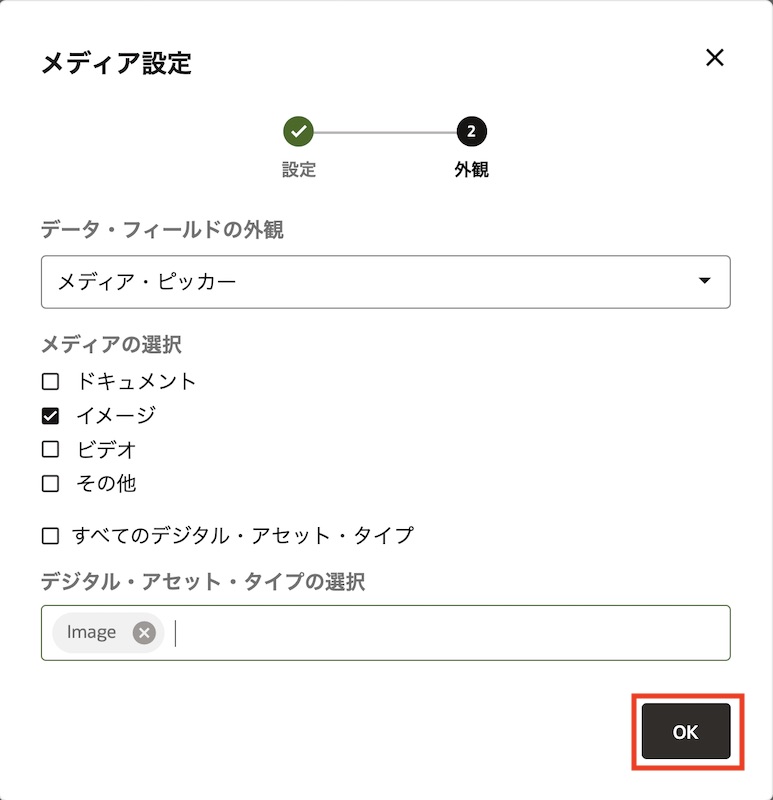 メディア設定
2
設定
外観
データ・フィールドの外観
メディア・ピッカー
メディアの選択
ドキュメント
イメージ
ビデオ
その他
すべてのデジタル・アセット・タイプ
デジタル・アセット・タイプの選択
Image
OK